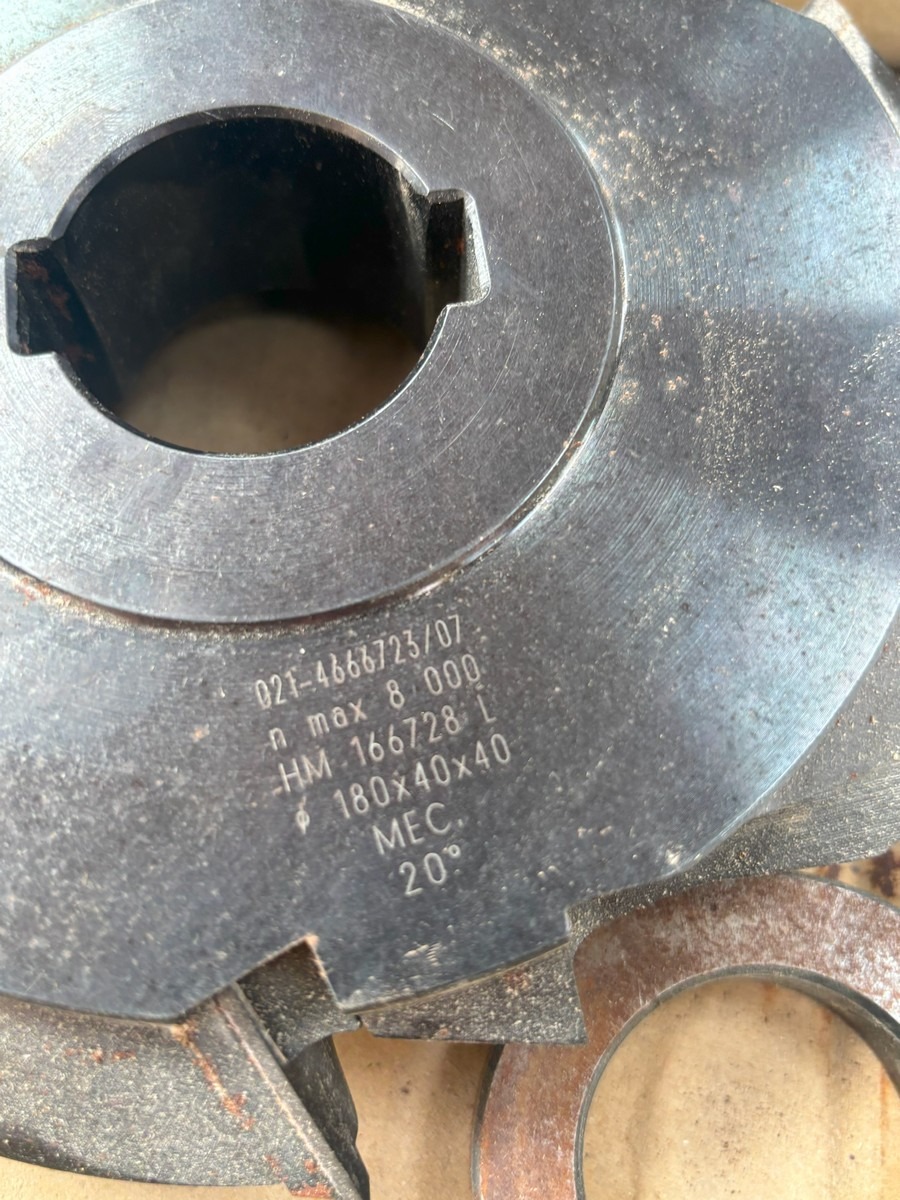 021-4666723/07
n max 8 000
HM 166728 L
ø 180x40x40
MEC.
20°